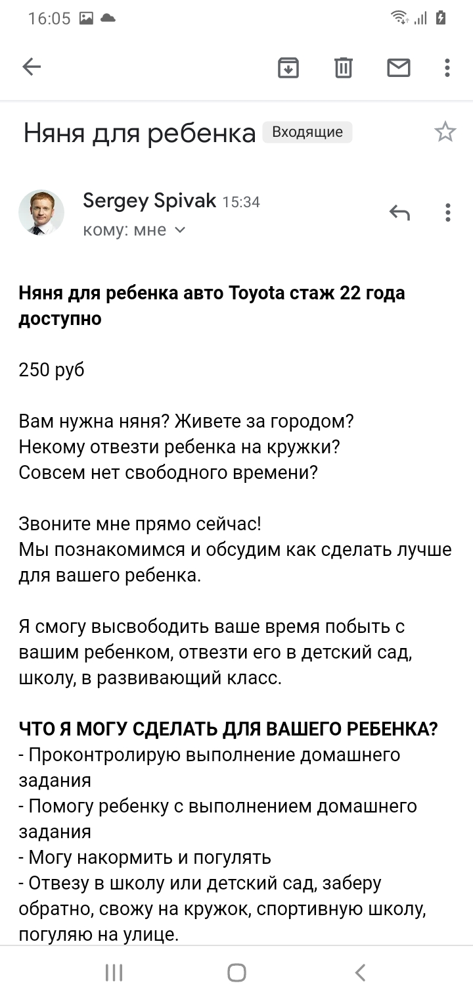 16:05
Няня для ребенка Входящие
Sergey Spivak 15:34
кому: мне
Няня для ребенка авто Toyota стаж 22 года
доступно
250 руб
Вам нужна няня? Живете за городом?
Некому отвезти ребенка на кружки?
Совсем нет свободного времени?
Звоните мне прямо сейчас!
Мы познакомимся и обсудим как сделать лучше
для вашего ребенка.
Я смогу высвободить ваше время побыть с
вашим ребенком, отвезти его в детский сад,
школу, в развивающий класс.
ЧТО Я МОГУ СДЕЛАТЬ ДЛЯ ВАШЕГО РЕБЕНКА?
- Проконтролирую выполнение домашнего
задания
- Помогу ребенку с выполнением домашнего
задания
- Могу накормить и погулять
- Отвезу в школу или детский сад, заберу
обратно, свожу на кружок, спортивную школу,
погуляю на улице.